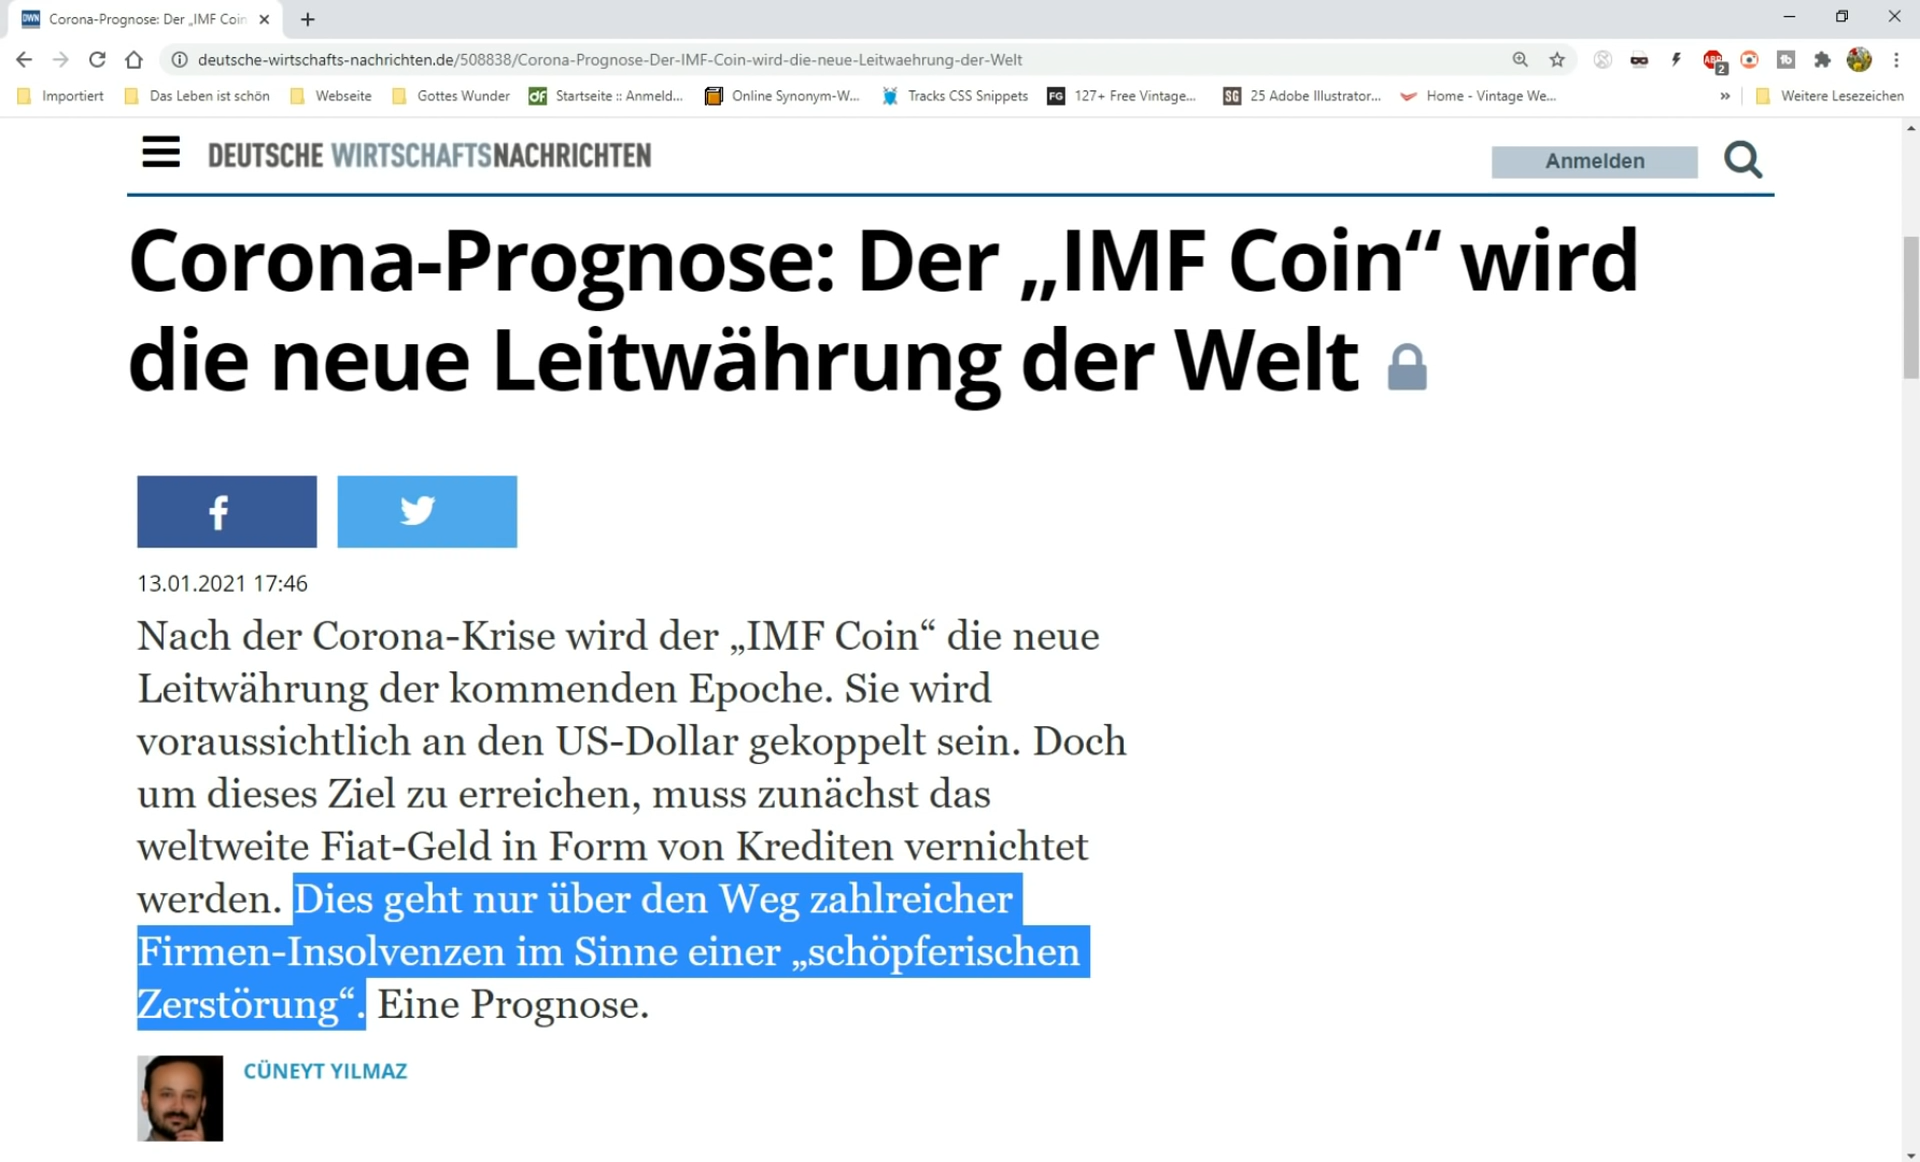 Corona-Prognose: Der „IMF Coin
deutsche-wirtschafts-nachrichten.de/508838/Corona-Prognose-Der-IMF-Coin-wird-die-neue-Leitwaehrung-der-Welt
ABP 2 tb
Importiert Das Leben ist schön Webseite Gottes Wunder Startseite :: Anmeld... Online Synonym-W... Tracks CSS Snippets FG 127+ Free Vintage... SG 25 Adobe Illustrator... Home - Vintage We... » Weitere Lesezeichen
DEUTSCHE WIRTSCHAFTSNACHRICHTEN
Anmelden
Corona-Prognose: Der „IMF Coin“ wird
die neue Leitwährung der Welt
13.01.2021 17:46
Nach der Corona-Krise wird der „IMF Coin“ die neue
Leitwährung der kommenden Epoche. Sie wird
voraussichtlich an den US-Dollar gekoppelt sein. Doch
um dieses Ziel zu erreichen, muss zunächst das
weltweite Fiat-Geld in Form von Krediten vernichtet
werden. Dies geht nur über den Weg zahlreicher
Firmen-Insolvenzen im Sinne einer „schöpferischen
Zerstörung“. Eine Prognose.
CÜNEYT YILMAZ